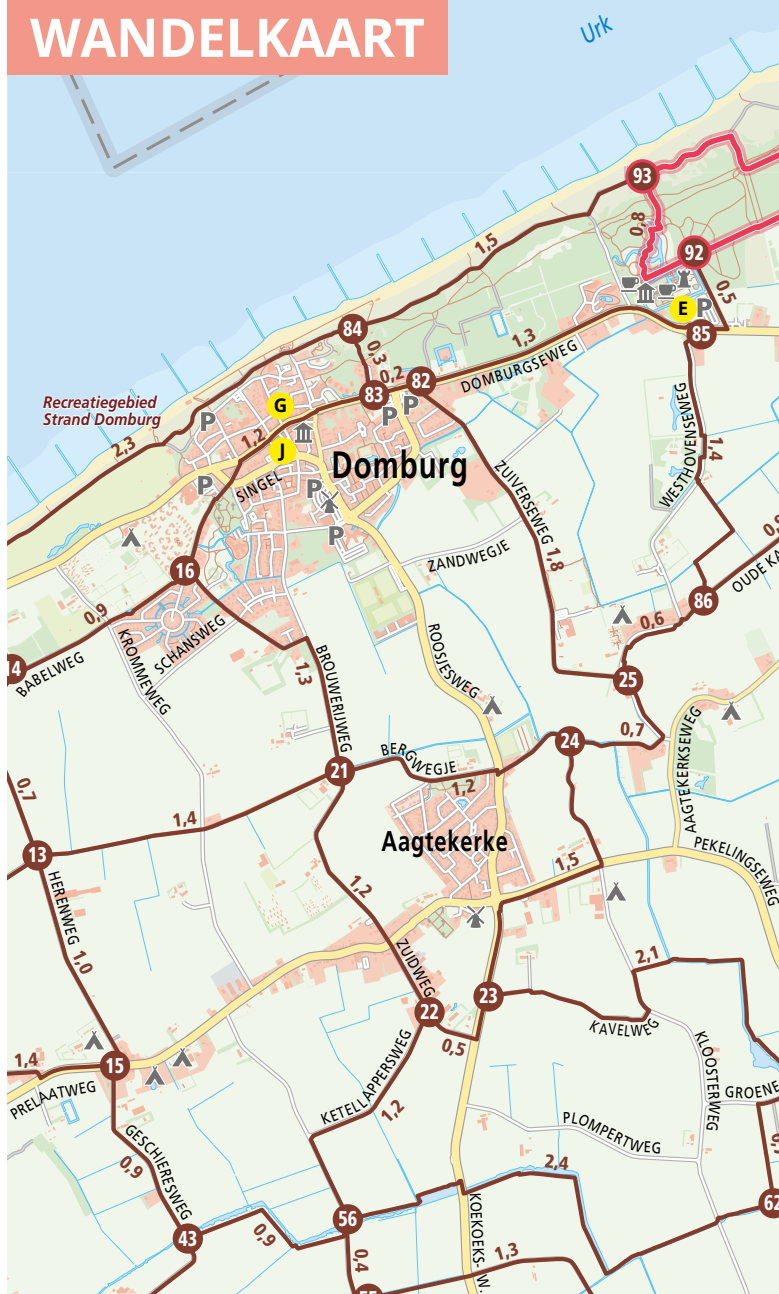 WANDELKAART
Urk
93
0,8
92
1,5
0,5
E
P
85
84
0,3
1,3
0,2
82
83
DOMBURGSEWEG
Recreatiegebied
Strand Domburg
G
P
P
P
2,3
1,2
J
Domburg
WESTHOVENSEWEG
1,4
P
SINGEL
P
ZUIVERSEWEG
P
ZANDWEGJE
1,8
0,9
OUDE KA
16
86
0,9
0,6
14
BABELWEG
KROMMEWEG
SCHANSWEG
1,3
BROUWERIJWEG
ROOSJESWEG
25
0,7
24
AAGTEKERKSEWEG
21
BERGWEGJE
1,2
0,7
1,4
Aagtekerke
13
1,5
PEKELINGSEWEG
HERENWEG
1,2
1,0
ZUIDWEG
2,1
23
22
KAVELWEG
0,5
KLOOSTERWEG
1,4
15
PRELAATWEG
KETELLAPPERSWEG
1,2
GROENE
PLOMPERTWEG
GESCHIERESWEG
0,9
2,4
62
56
43
0,9
KOEKOEKS-W.
0,4
1,3
55